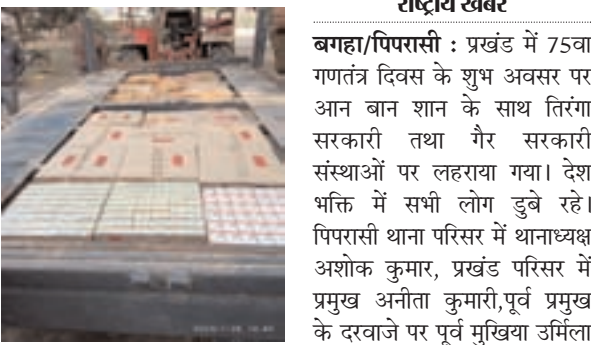 राष्ट्रीय खबर
बगहा/पिपरासी : प्रखंड में 75वा
गणतंत्र दिवस के शुभ अवसर पर
आन बान शान के साथ तिरंगा
सरकारी तथा गैर सरकारी
संस्थाओं पर लहराया गया। देश
भक्ति में सभी लोग डुबे रहे।
पिपरासी थाना परिसर में थानाध्यक्ष
अशोक कुमार, प्रखंड परिसर में
प्रमुख अनीता कुमारी,पूर्व प्रमुख
के दरवाजे पर पूर्व मुखिया उर्मिला